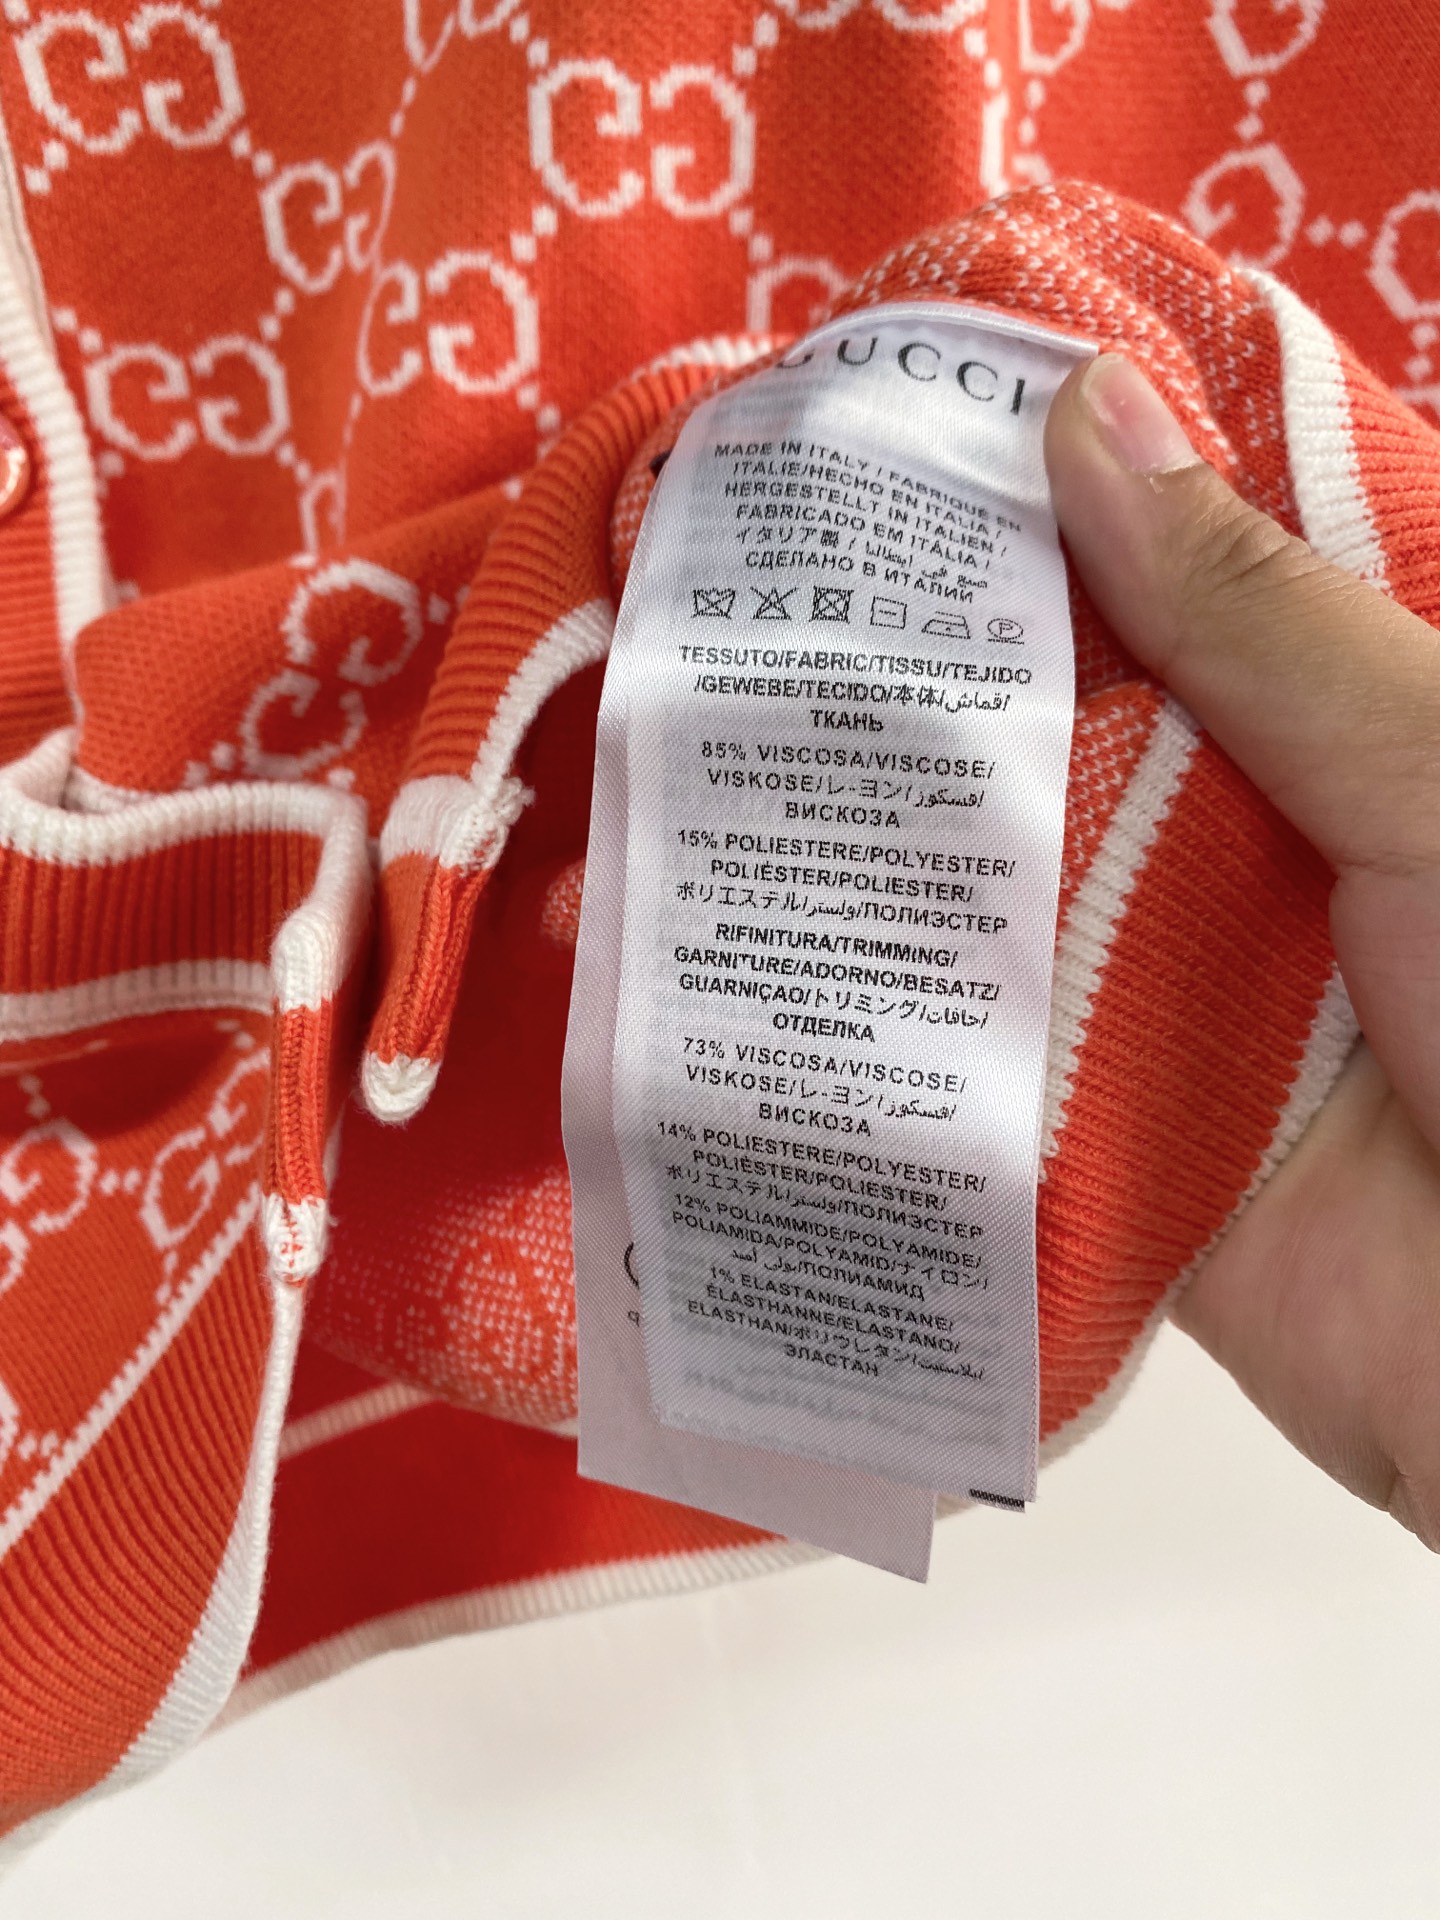 GUCCI
MADE IN ITALY / FABRIQUÉ EN
ITALIE/HECHO EN ITALIA /
HERGESTELLT IN ITALIEN /
FABRICADO EM ITALIA /
イタリア製 / صنع في إيطاليا /
СДЕЛАНО В ИТАЛИИ
P
TESSUTO/FABRIC/TISSU/TEJIDO
/GEWEBE/TECIDO/本体/قماش/
ТКАНЬ
85% VISCOSA/VISCOSE/
VISKOSE/レ-ヨン/فسكوز/
ВИСКОЗА
15% POLIESTERE/POLYESTER/
POLIÉSTER/POLIESTER/
ポリエステル/بوليستر/ПОЛИЭСТЕР
RIFINITURA/TRIMMING/
GARNITURE/ADORNO/BESATZ/
GUARNIÇAO/トリミング/حافات/
ОТДЕЛКА
73% VISCOSA/VISCOSE/
VISKOSE/レ-ヨン/فسكوز/
ВИСКОЗА
14% POLIESTERE/POLYESTER/
POLIÉSTER/POLIESTER/
ポリエステル/بوليستر/ПОЛИЭСТЕР
12% POLIAMMIDE/POLYAMIDE/
POLIAMIDA/POLYAMID/ナイロン/
بولي أميد/ПОЛИАМИД
1% ELASTAN/ELASTANE/
ÉLASTHANNE/ELASTANO/
ELASTHAN/ポリウレタン/
ЭЛАСТАН